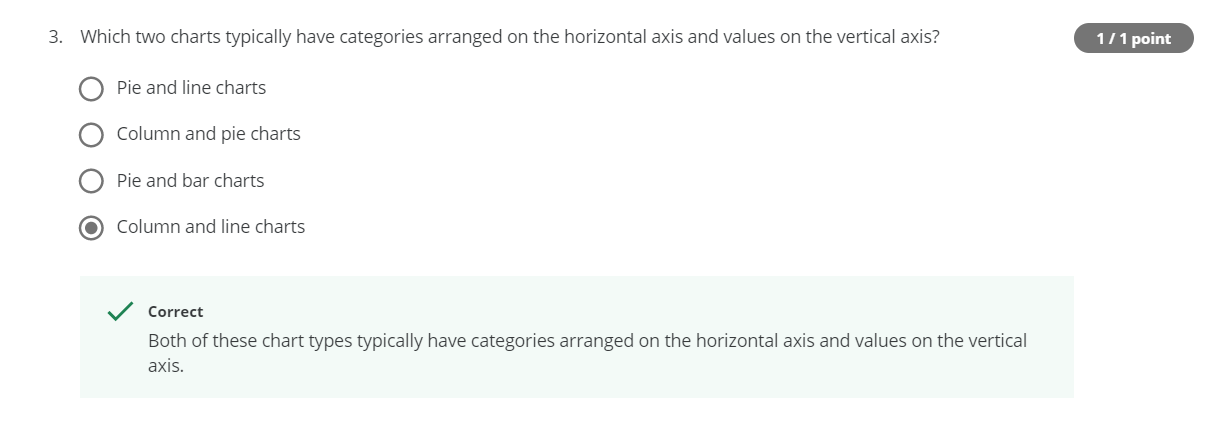 3. Which two charts typically have categories arranged on the horizontal axis and values on the vertical axis?
1 / 1 point
Pie and line charts
Column and pie charts
Pie and bar charts
Column and line charts
Correct
Both of these chart types typically have categories arranged on the horizontal axis and values on the vertical
axis.